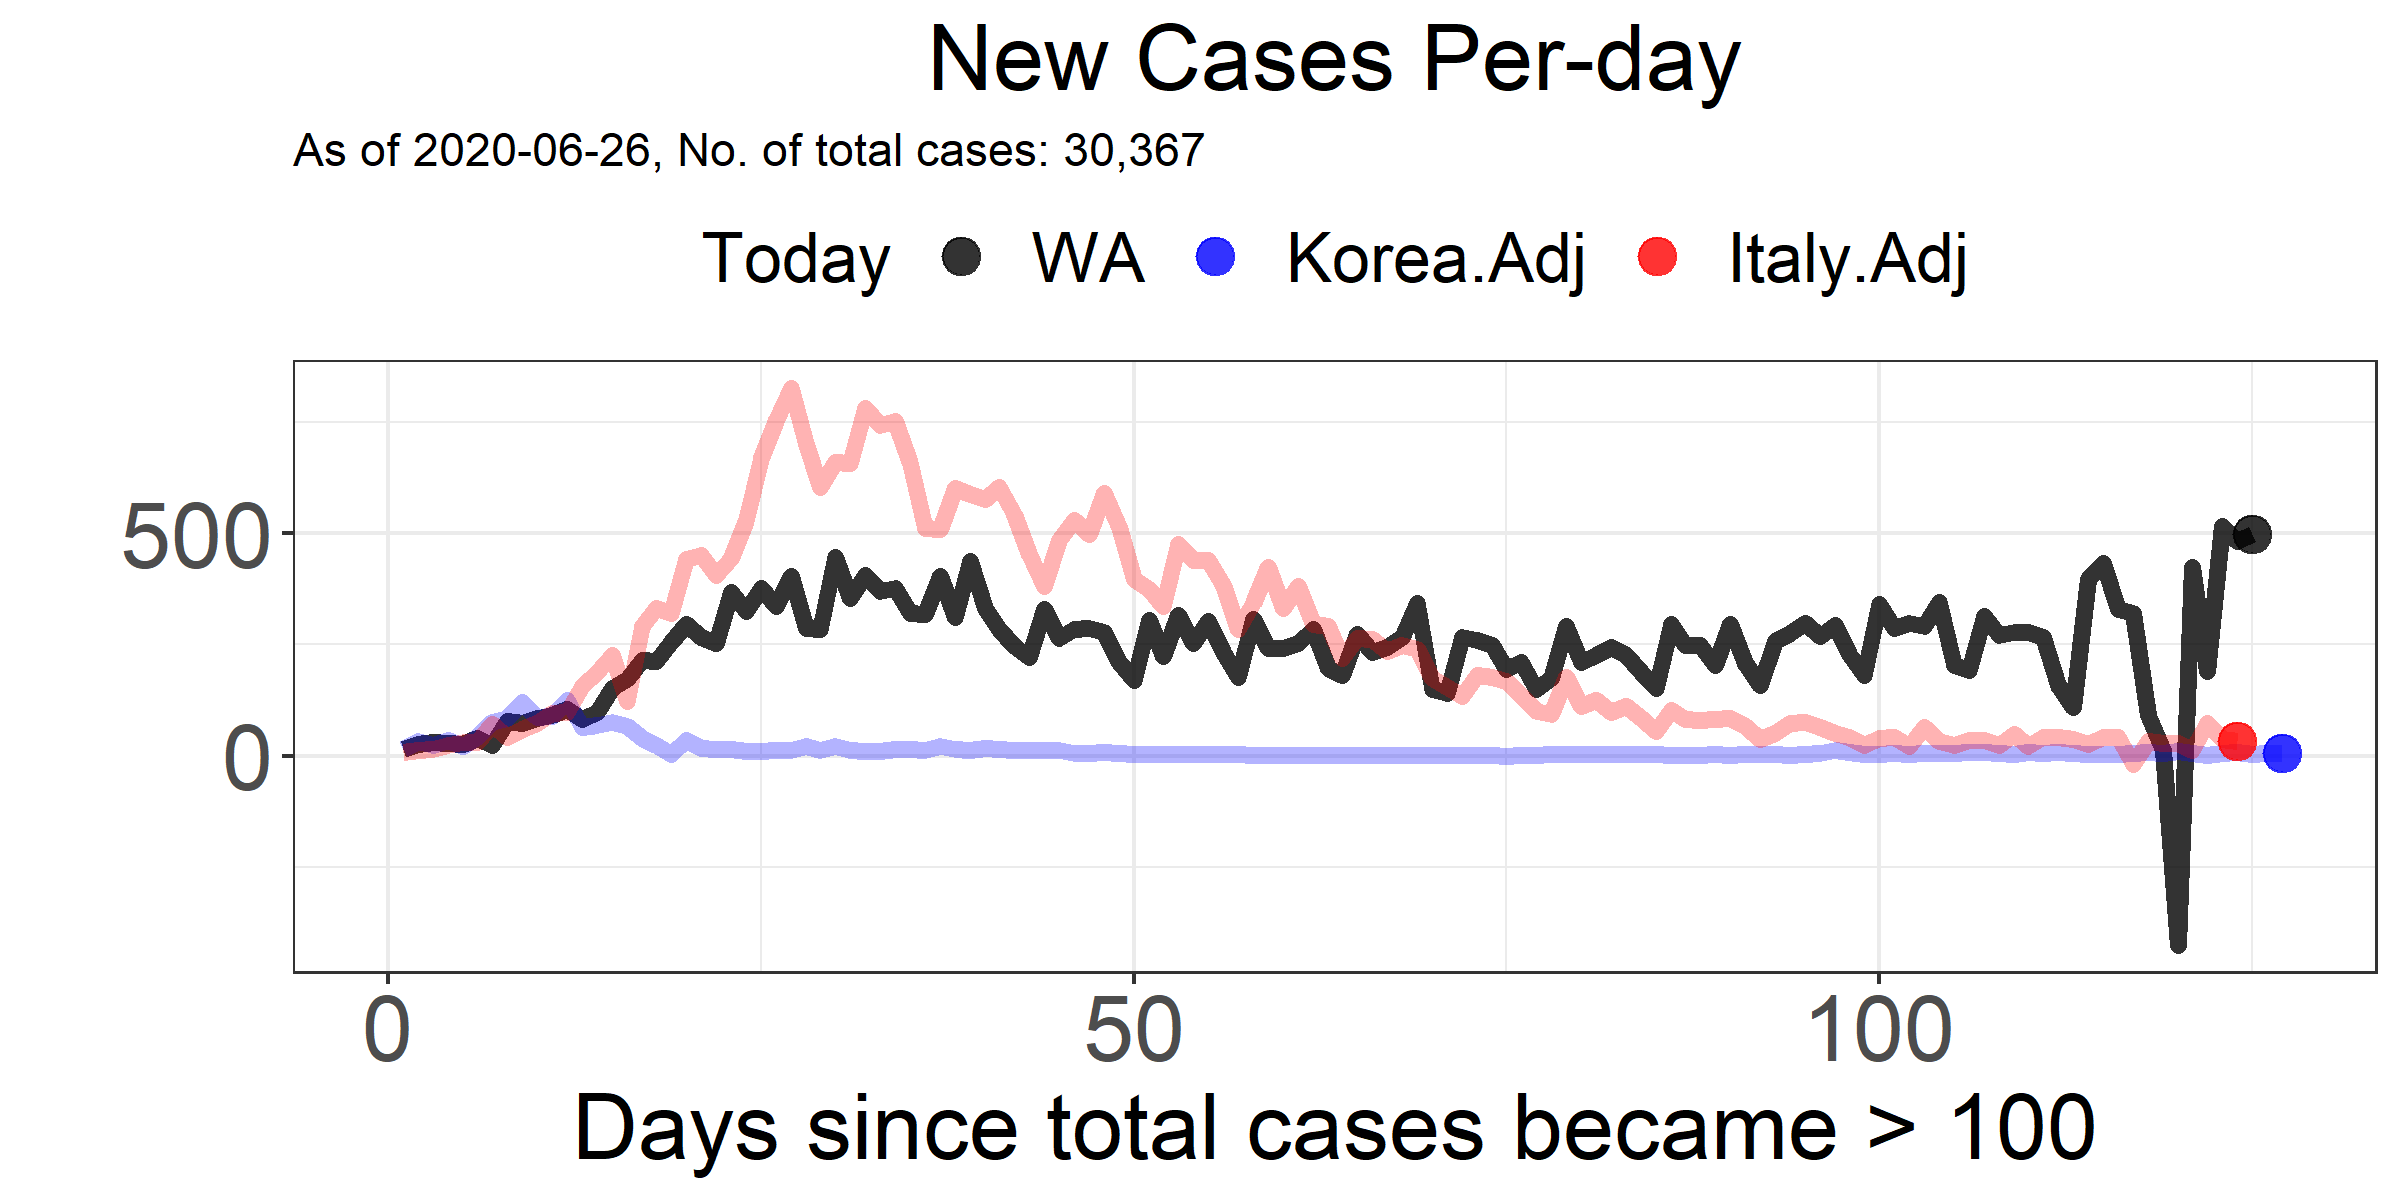 New Cases Per-day
As of 2020-06-26, No. of total cases: 30,367
Today WA Korea.Adj Italy.Adj
500
0
0 50 100
Days since total cases became > 100